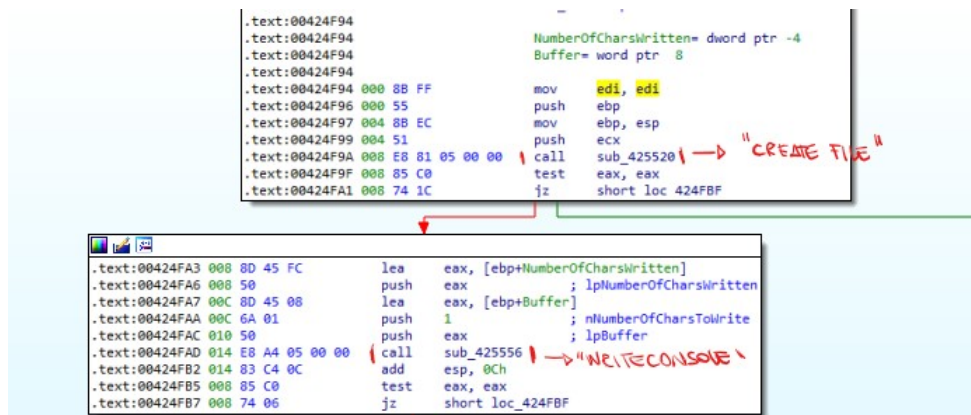 .text:00424F94
.text:00424F94 NumberOfCharsWritten= dword ptr -4
.text:00424F94 Buffer= word ptr 8
.text:00424F94
.text:00424F94 000 8B FF mov edi, edi
.text:00424F96 000 55 push ebp
.text:00424F97 004 8B EC mov ebp, esp
.text:00424F99 004 51 push ecx
.text:00424F9A 008 E8 81 05 00 00 call sub_425520 "CREATE FILE"
.text:00424F9F 008 85 C0 test eax, eax
.text:00424FA1 008 74 1C jz short loc_424FBF
.text:00424FA3 008 8D 45 FC lea eax, [ebp+NumberOfCharsWritten]
.text:00424FA6 008 50 push eax ; lpNumberOfCharsWritten
.text:00424FA7 00C 8D 45 08 lea eax, [ebp+Buffer]
.text:00424FAA 00C 6A 01 push 1 ; nNumberOfCharsToWrite
.text:00424FAC 010 50 push eax ; lpBuffer
.text:00424FAD 014 E8 A4 05 00 00 call sub_425556 "WRITECONSOLE"
.text:00424FB2 014 83 C4 0C add esp, 0Ch
.text:00424FB5 008 85 C0 test eax, eax
.text:00424FB7 008 74 06 jz short loc_424FBF